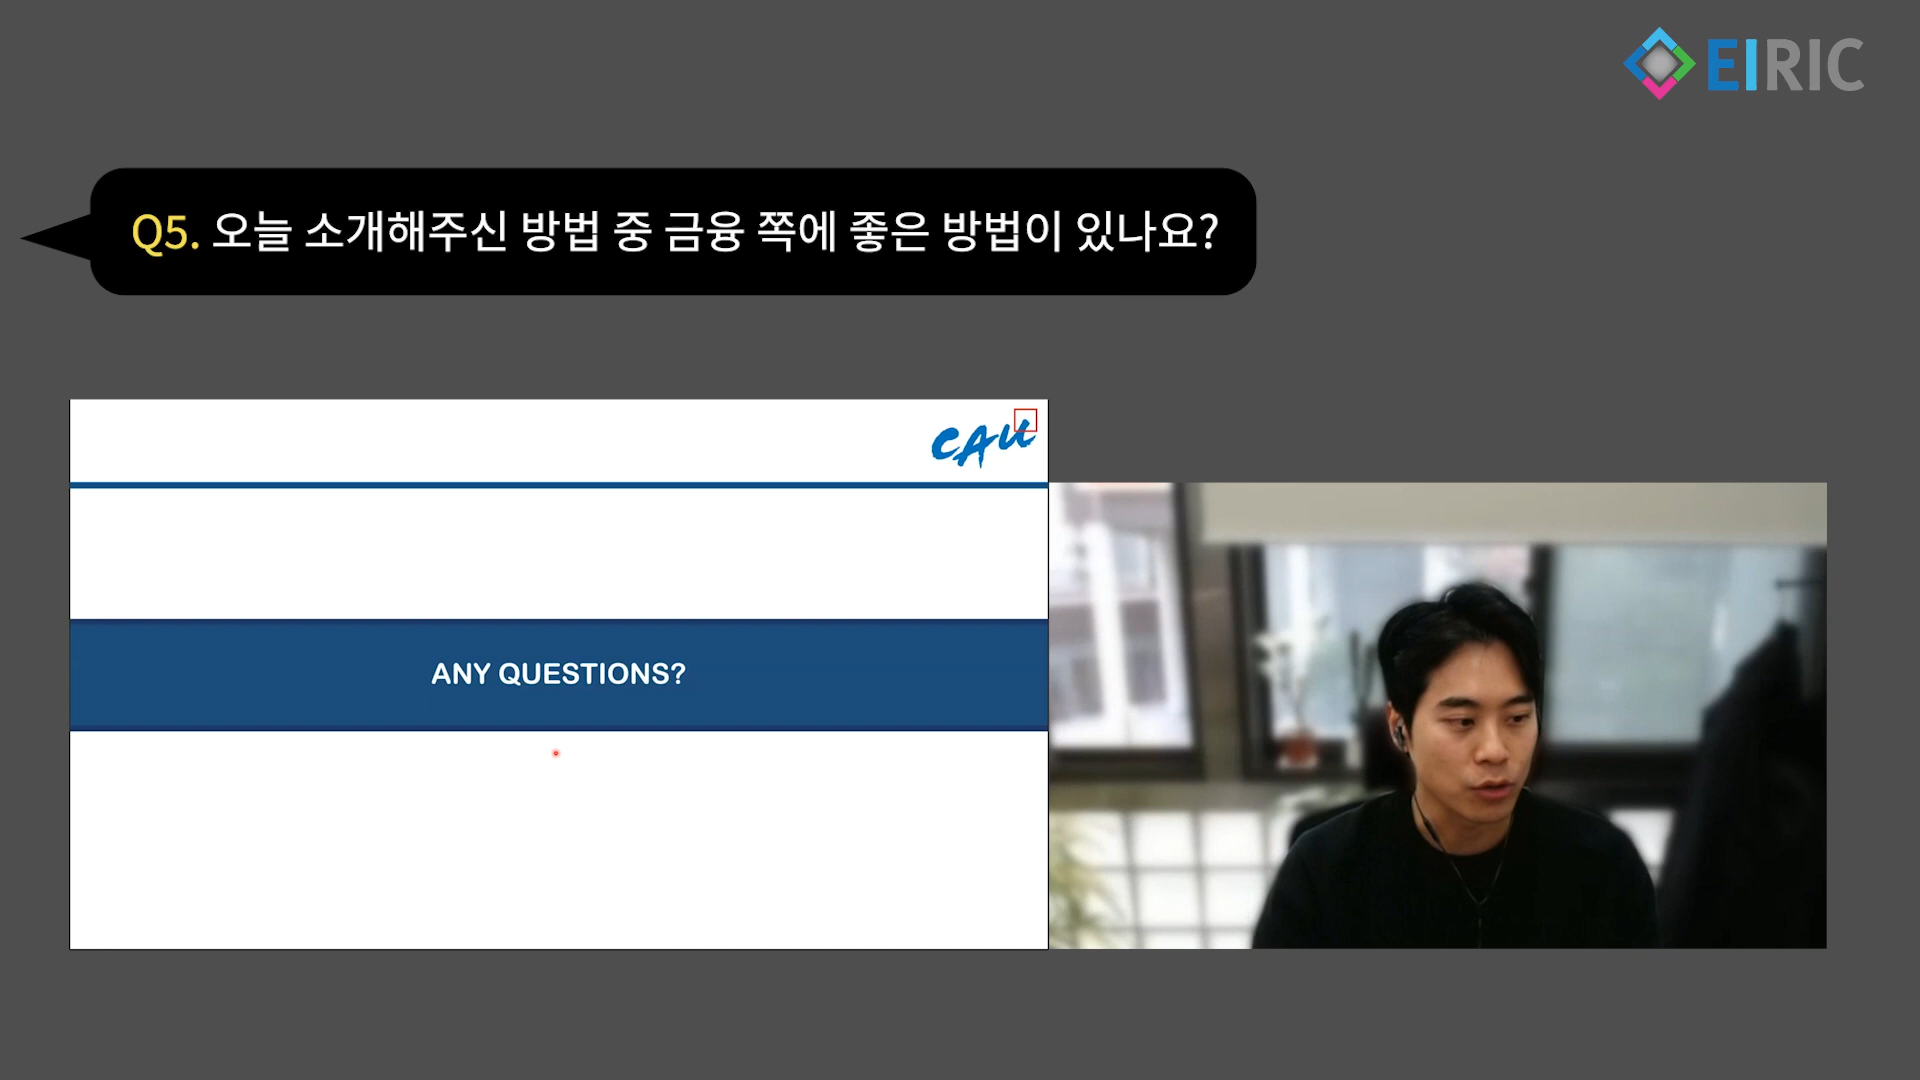 EIRIC
Q5. 오늘 소개해주신 방법 중 금융 쪽에 좋은 방법이 있나요?
CAU
ANY QUESTIONS?